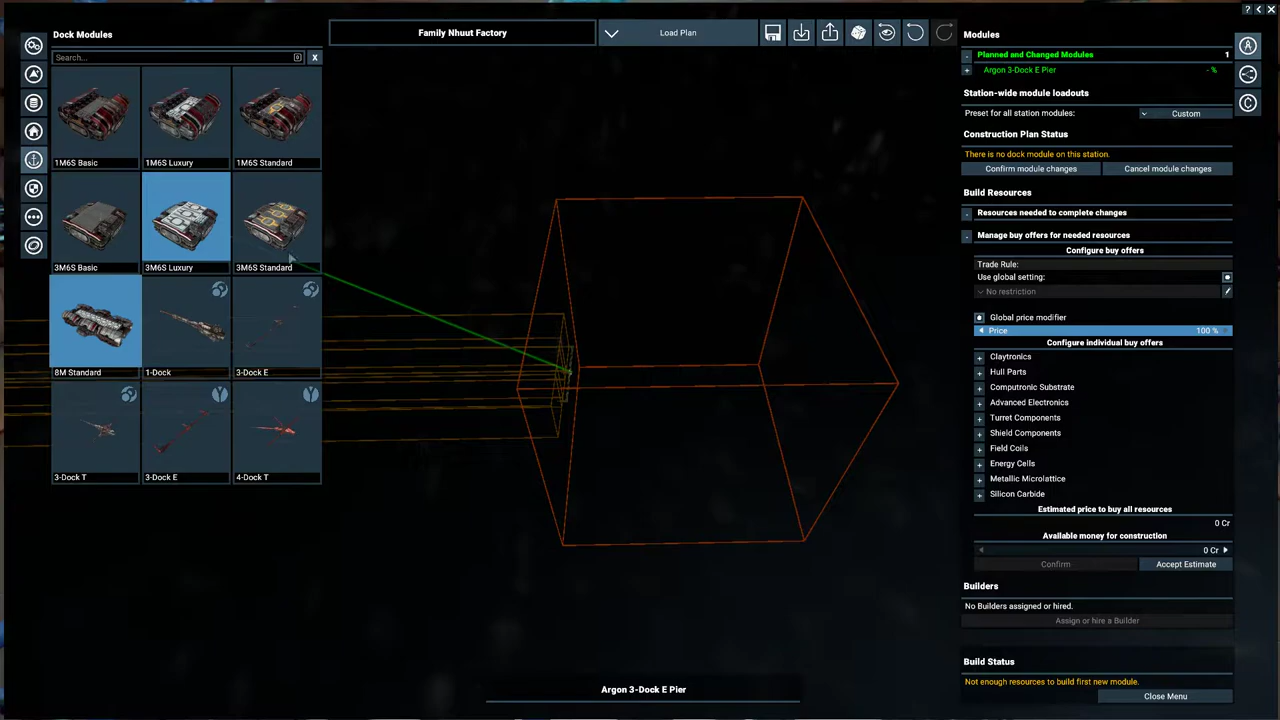 Dock Modules
Search...
1M6S Basic
1M6S Luxury
1M6S Standard
3M6S Basic
3M6S Luxury
3M6S Standard
8M Standard
1-Dock
3-Dock E
3-Dock T
3-Dock E
4-Dock T
Family Nhuut Factory
Load Plan
Argon 3-Dock E Pier
Modules
- Planned and Changed Modules 1
+ Argon 3-Dock E Pier - %
Station-wide module loadouts
Preset for all station modules: Custom
Construction Plan Status
There is no dock module on this station.
Confirm module changes Cancel module changes
Build Resources
- Resources needed to complete changes
- Manage buy offers for needed resources
Configure buy offers
Trade Rule:
Use global setting:
No restriction
Global price modifier
Price 100 %
Configure individual buy offers
+ Claytronics
+ Hull Parts
+ Computronic Substrate
+ Advanced Electronics
+ Turret Components
+ Shield Components
+ Field Coils
+ Energy Cells
+ Metallic Microlattice
+ Silicon Carbide
Estimated price to buy all resources
0 Cr
Available money for construction
0 Cr
Confirm Accept Estimate
Builders
No Builders assigned or hired.
Assign or hire a Builder
Build Status
Not enough resources to build first new module.
Close Menu